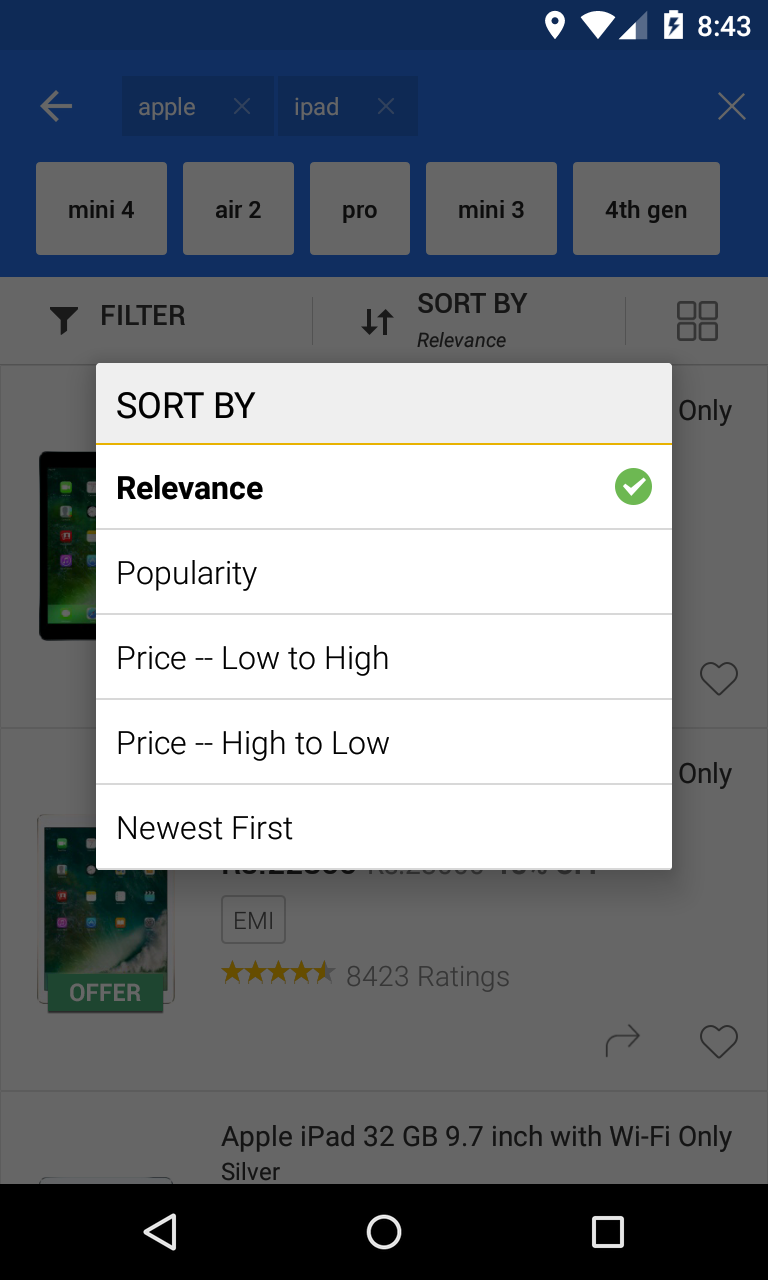 8:43
apple
ipad
mini 4
air 2
pro
mini 3
4th gen
FILTER
SORT BY
Relevance
Only
SORT BY
Relevance
Popularity
Price -- Low to High
Price -- High to Low
Newest First
Only
EMI
8423 Ratings
OFFER
Apple iPad 32 GB 9.7 inch with Wi-Fi Only
Silver